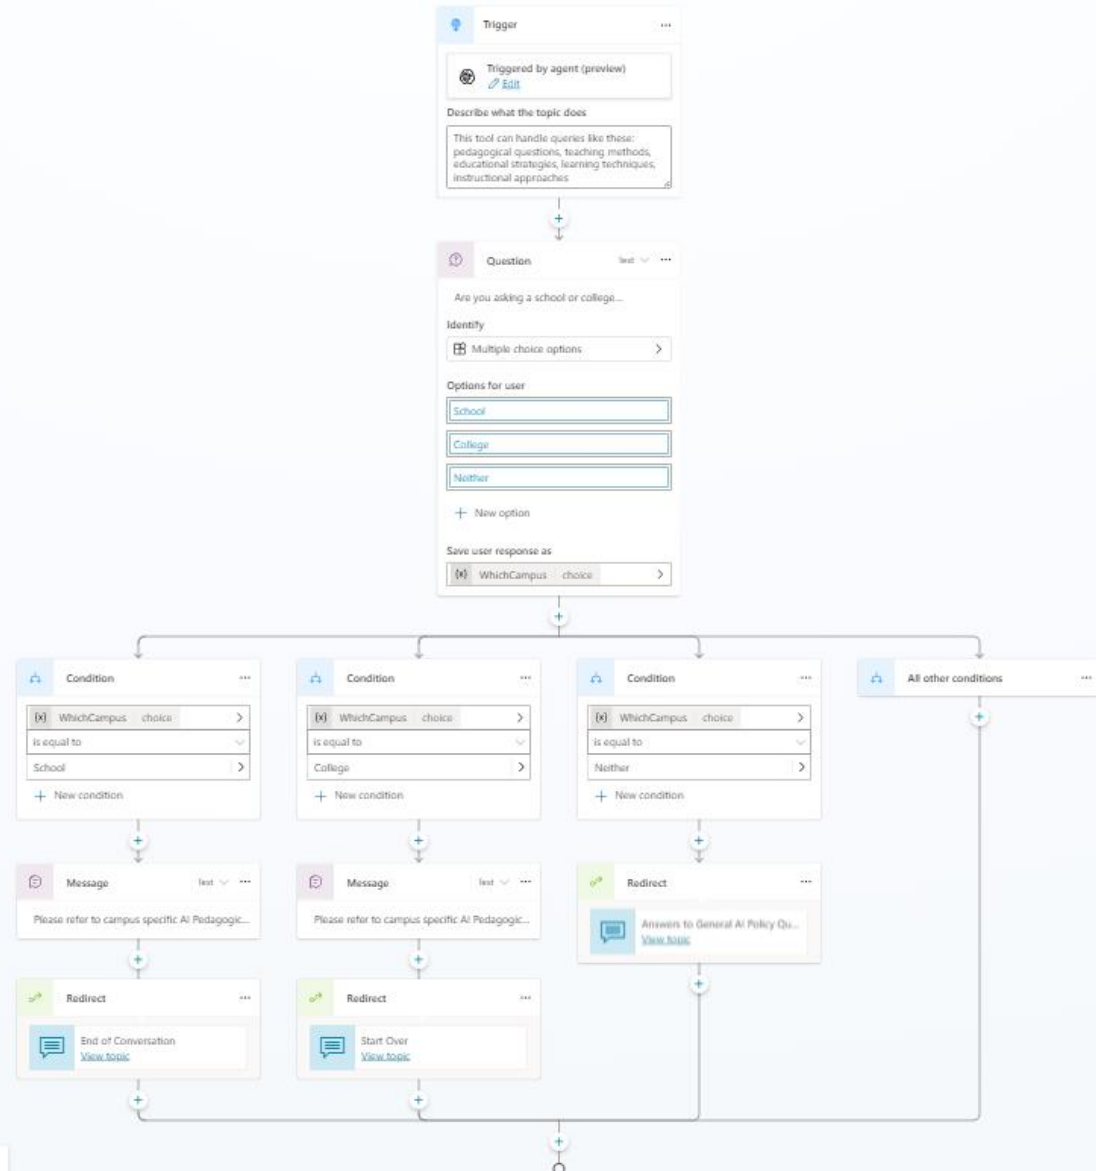 Trigger
Triggered by agent (preview)
Edit
Describe what the topic does
This tool can handle queries like these:
pedagogical questions, teaching methods,
educational strategies, learning techniques,
instructional approaches
Question
Text
Are you asking a school or college...
Identify
Multiple choice options
Options for user
School
College
Neither
+ New option
Save user response as
{x} WhichCampus choice
Condition
{x} WhichCampus choice
is equal to
School
+ New condition
Condition
{x} WhichCampus choice
is equal to
College
+ New condition
Condition
{x} WhichCampus choice
is equal to
Neither
+ New condition
All other conditions
Message Text
Please refer to campus specific AI Pedagogic...
Message Text
Please refer to campus specific AI Pedagogic...
Redirect
Answers to General AI Policy Qu...
View topic
Redirect
End of Conversation
View topic
Redirect
Start Over
View topic